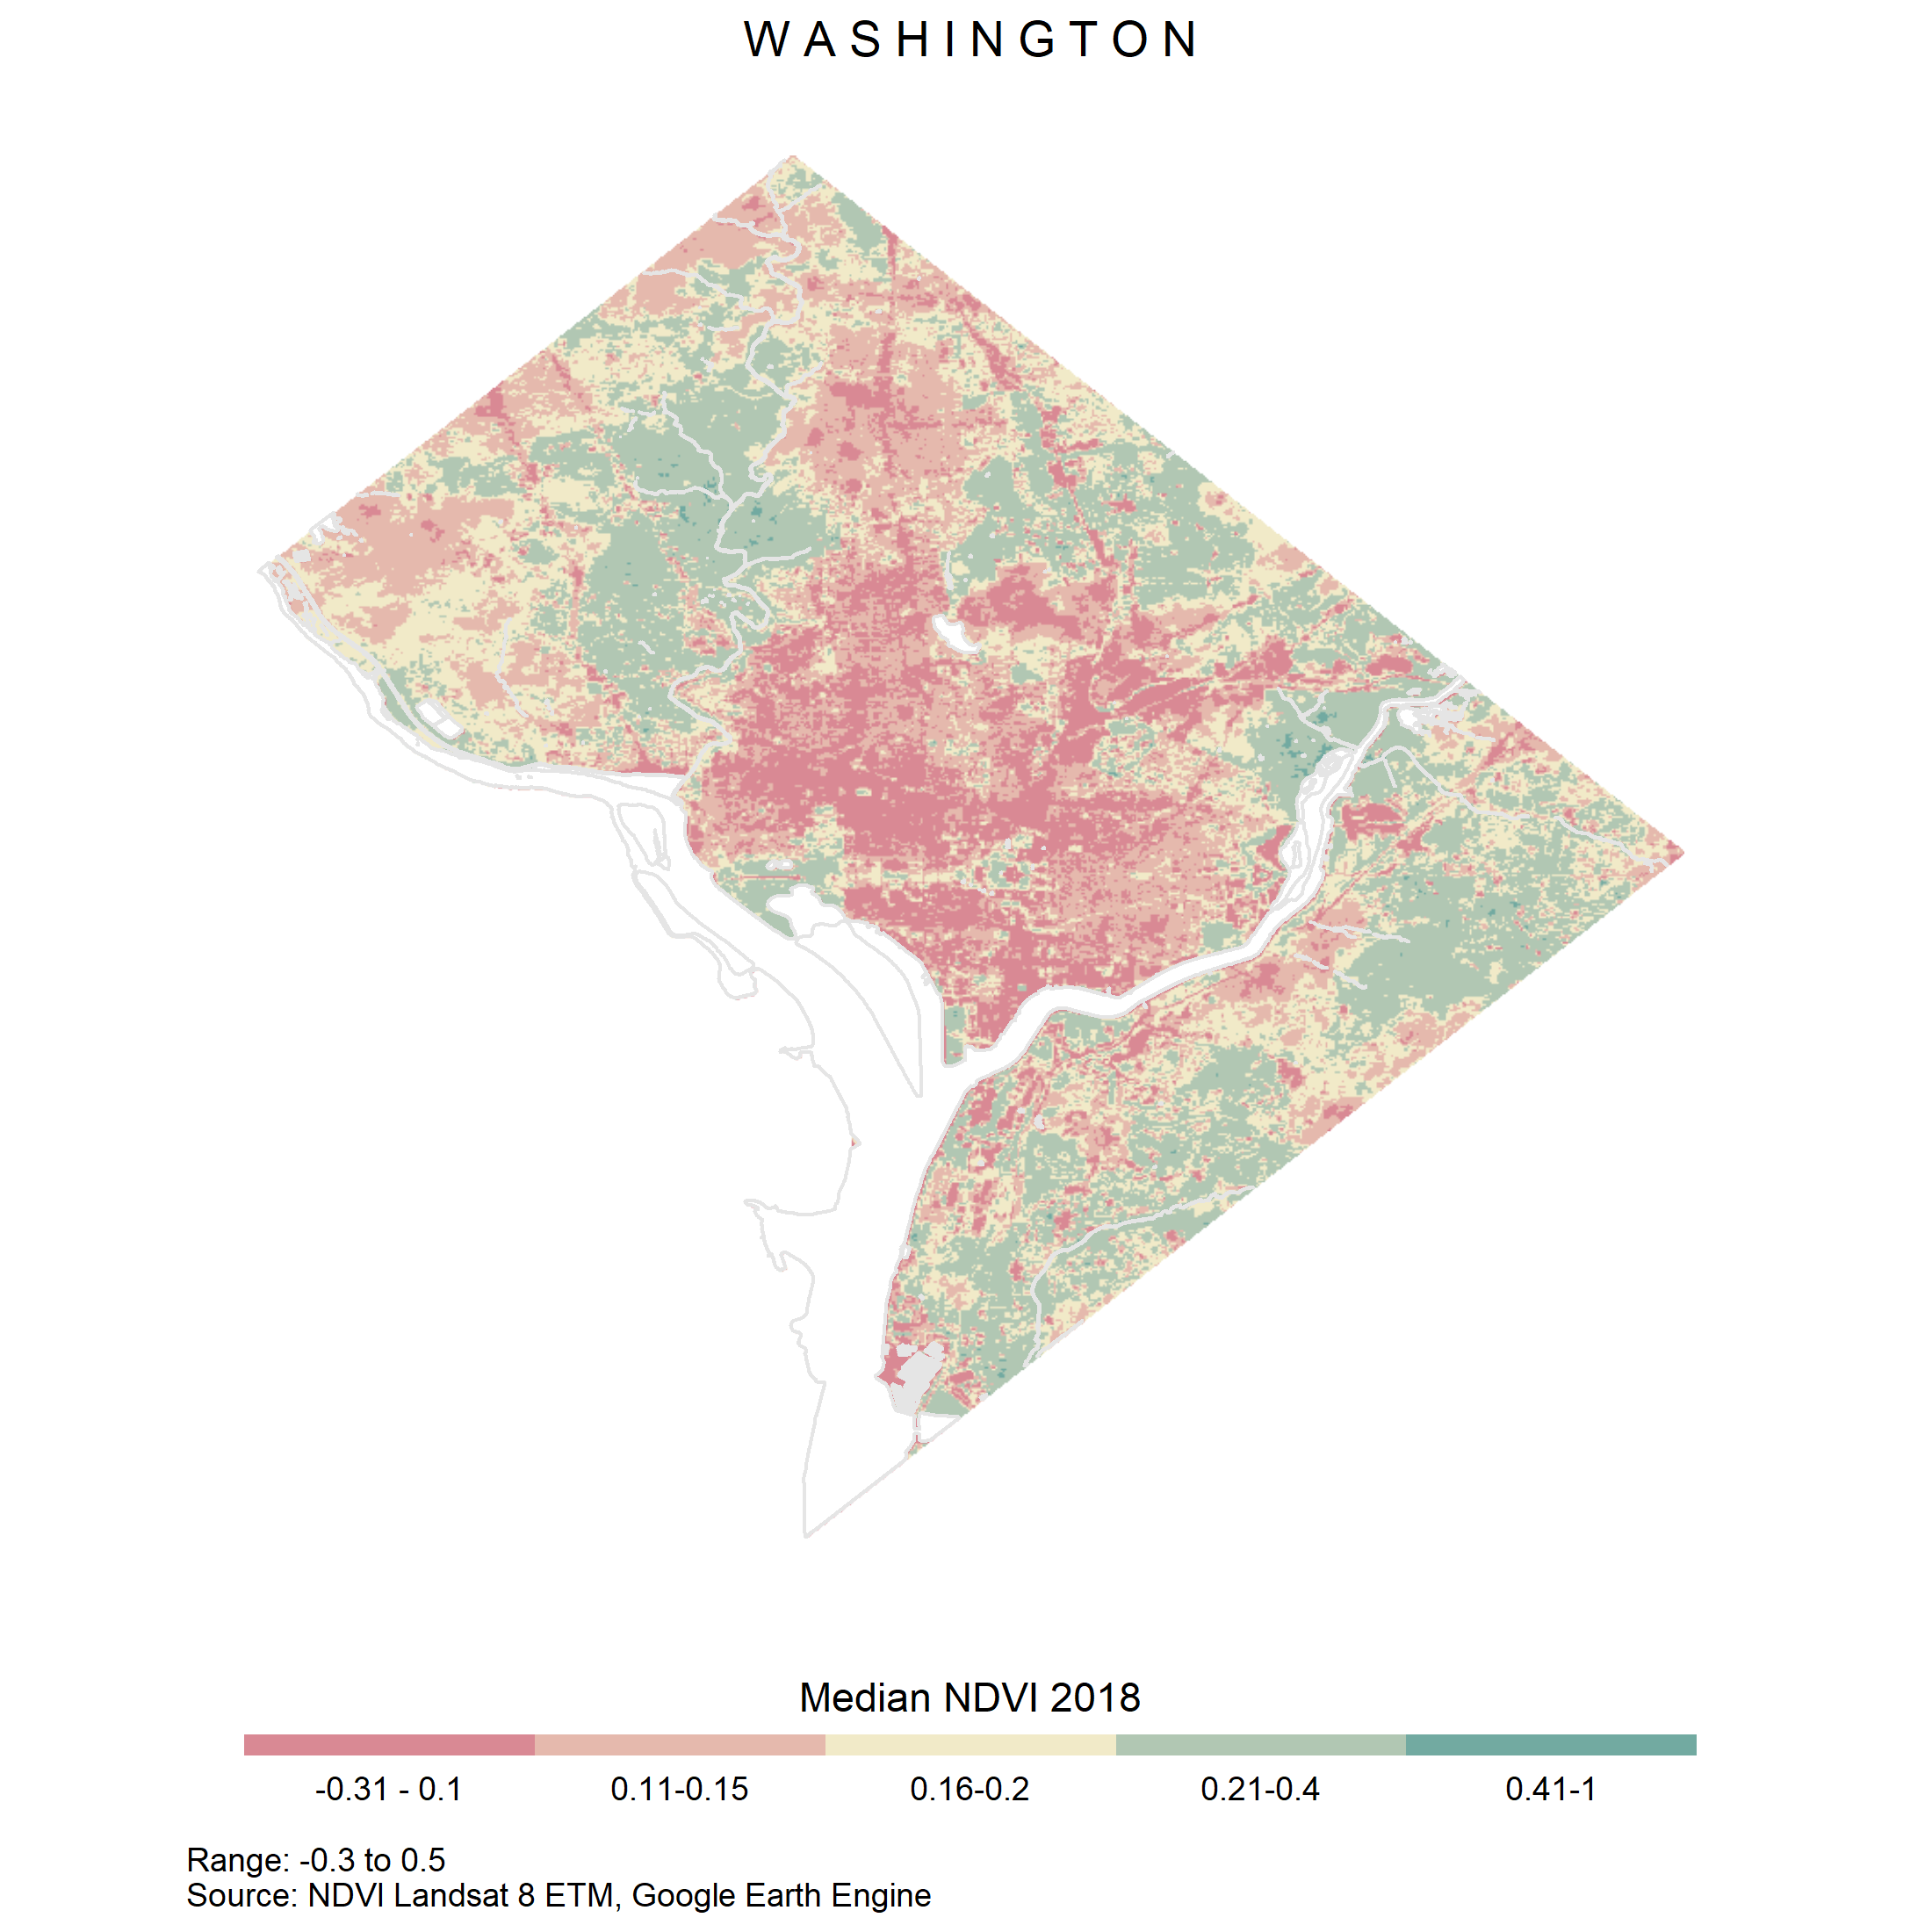 WASHINGTON
Median NDVI 2018
-0.31 - 0.1 0.11-0.15 0.16-0.2 0.21-0.4 0.41-1
Range: -0.3 to 0.5
Source: NDVI Landsat 8 ETM, Google Earth Engine